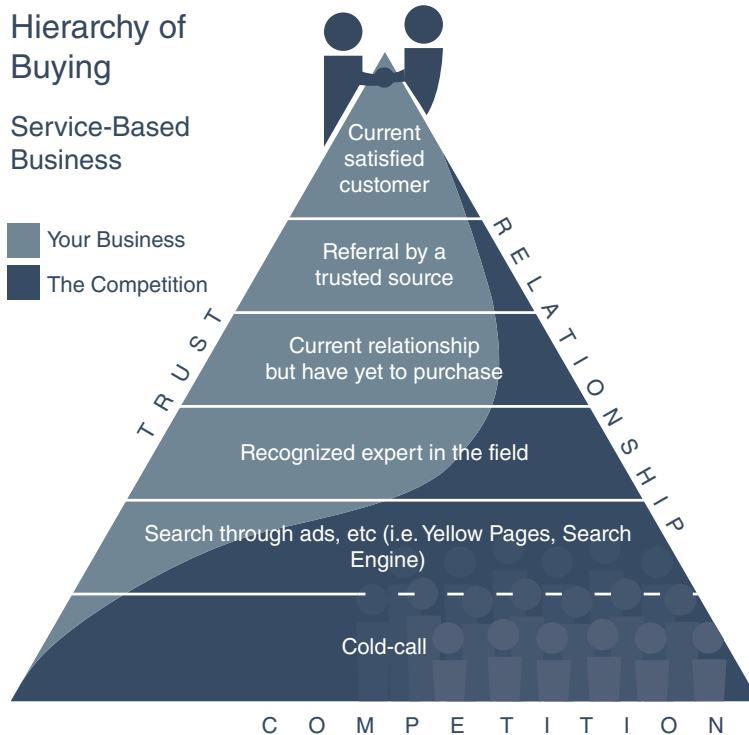 Hierarchy of
Buying
Service-Based
Business
Your Business
The Competition
Current
satisfied
customer
Referral by a
trusted source
Current relationship
but have yet to purchase
Recognized expert in the field
Search through ads, etc (i.e. Yellow Pages, Search
Engine)
Cold-call
TRUST
RELATIONSHIP
COMPETITION